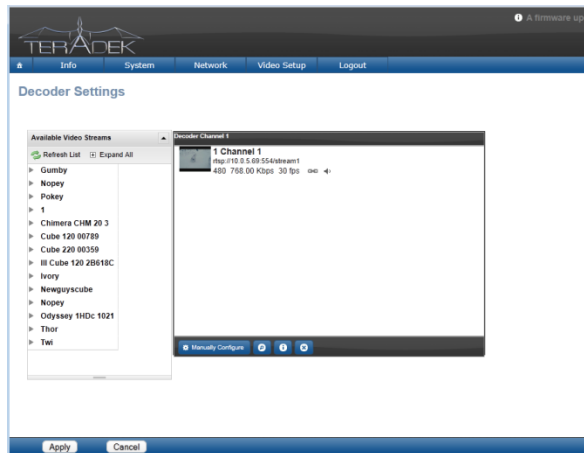 A firmware up
TERADEK
Info System Network Video Setup Logout
Decoder Settings
Available Video Streams
Refresh List Expand All
Gumby
Nopey
Pokey
1
Chimera CHM 20 3
Cube 120 00789
Cube 220 00359
III Cube 120 2B618C
Ivory
Newguyscube
Nopey
Odyssey 1HDc 1021
Thor
Twi
Decoder Channel 1
1 Channel 1
rtsp://10.0.5.69:554/stream1
480 768.00 Kbps 30 fps
Manually Configure
Apply Cancel